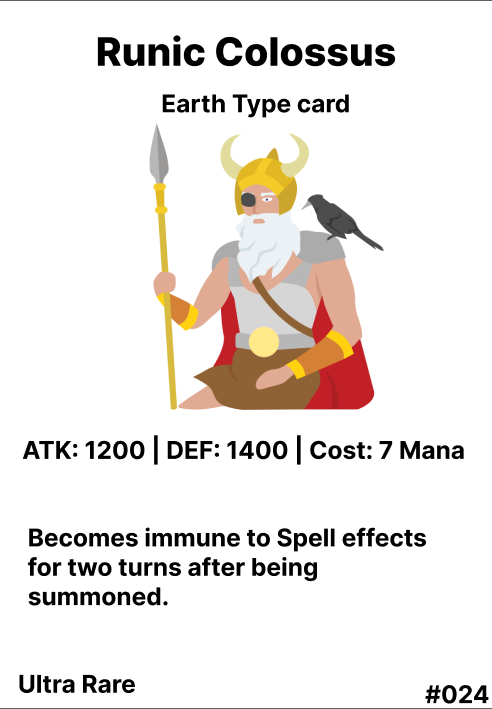 Runic Colossus
Earth Type card
ATK: 1200 | DEF: 1400 | Cost: 7 Mana
Becomes immune to Spell effects
for two turns after being
summoned.
Ultra Rare
#024